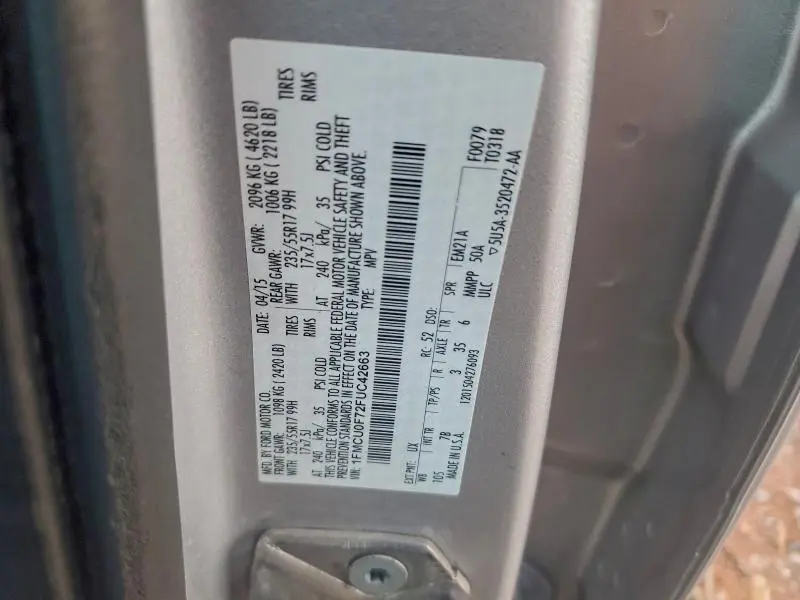 MFD. BY FORD MOTOR CO.
DATE: 04/15 GVWR: 2096 KG ( 4620 LB)
FRONT GAWR: 1098 KG ( 2420 LB) REAR GAWR: 1006 KG ( 2218 LB)
WITH 235/55R17 99H TIRES WITH 235/55R17 99H TIRES
17x7.5J RIMS 17x7.5J RIMS
AT 240 kPa/ 35 PSI COLD AT 240 kPa/ 35 PSI COLD
THIS VEHICLE CONFORMS TO ALL APPLICABLE FEDERAL MOTOR VEHICLE SAFETY AND THEFT
PREVENTION STANDARDS IN EFFECT ON THE DATE OF MANUFACTURE SHOWN ABOVE.
VIN: 1FMCU0F72FUC42663
TYPE: MPV
F0079
T0318
EXT PNT: UX RC: 52 DSO:
WB INT TR TP/PS R AXLE TR SPR EM21A
105 7B 3 35 6 MMPP 50A
ULC
MADE IN U.S.A. 1201504276093 ▽5U5A-3520472-AA